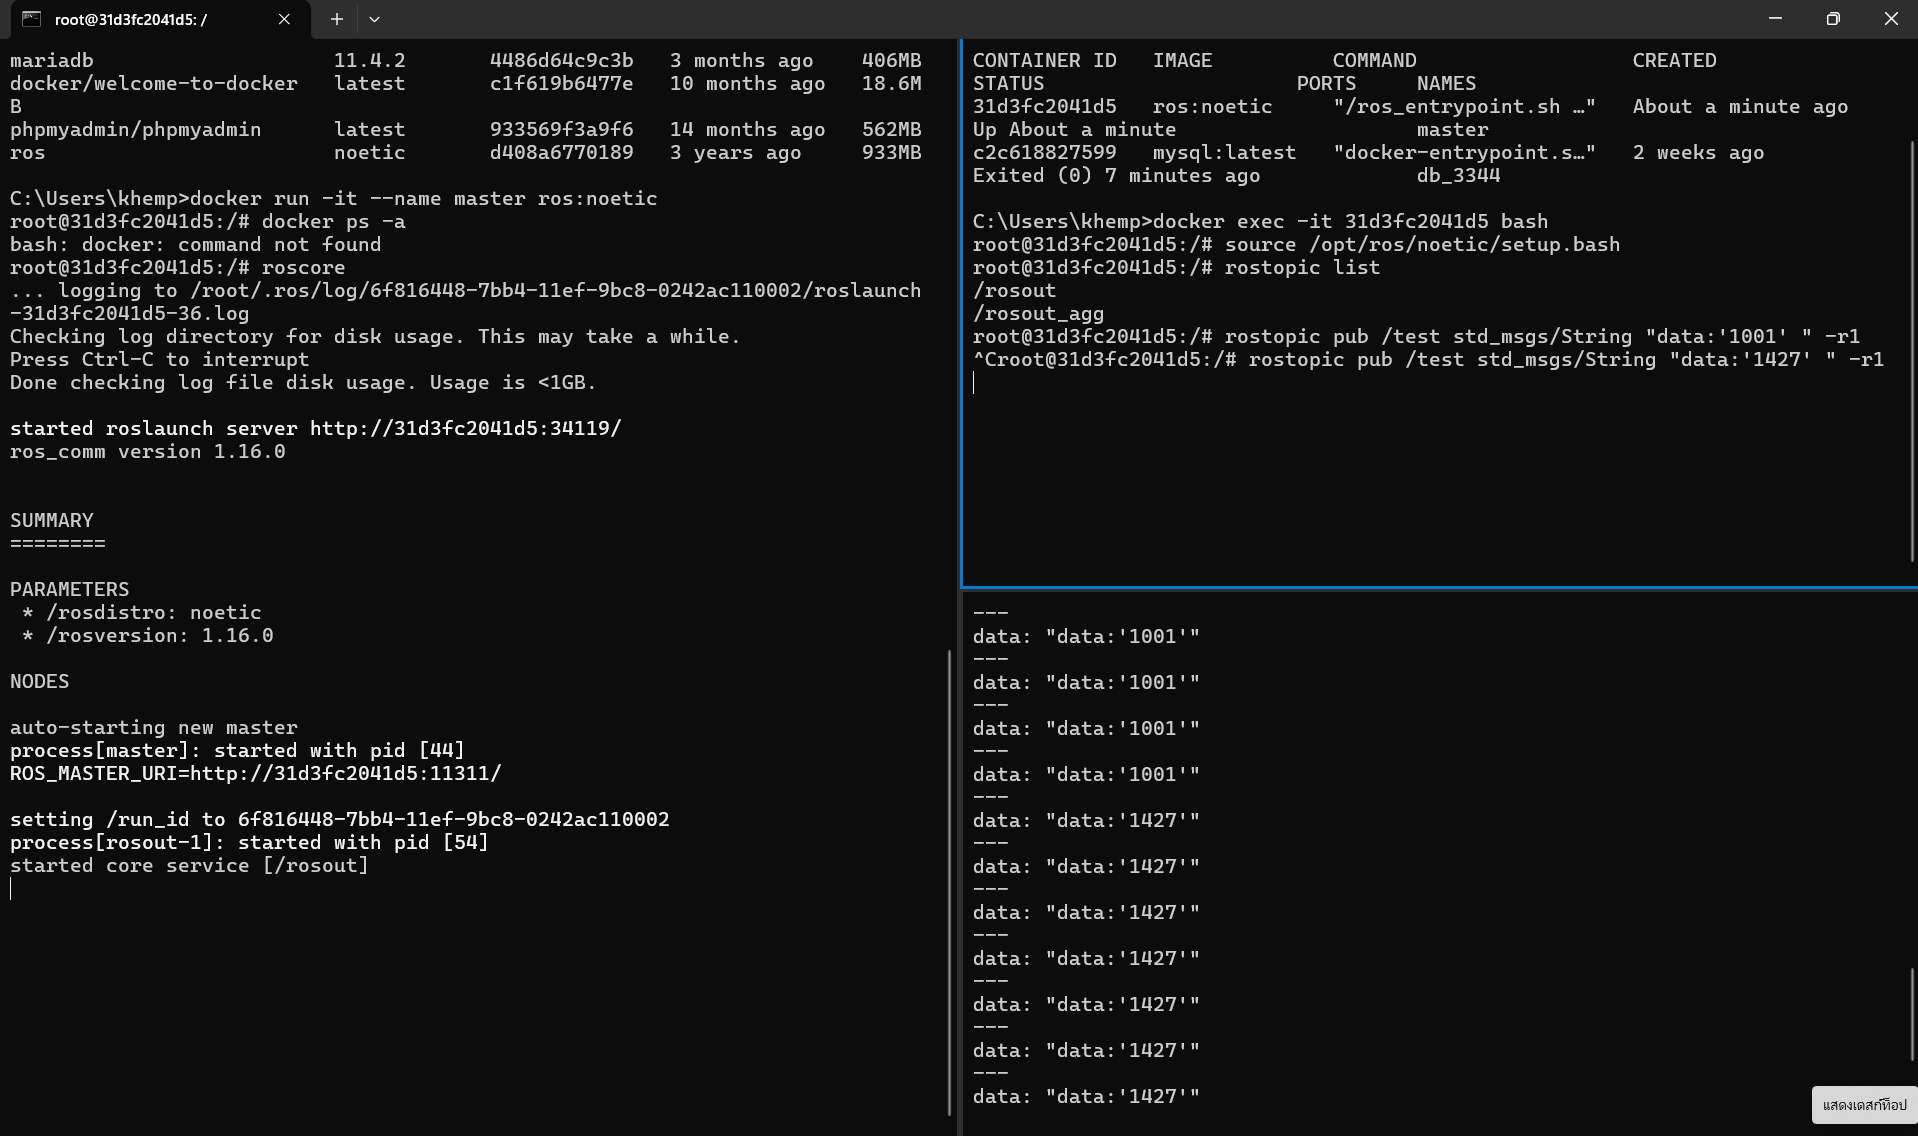 root@31d3fc2041d5: /
mariadb 11.4.2 4486d64c9c3b 3 months ago 406MB
docker/welcome-to-docker latest c1f619b6477e 10 months ago 18.6M
B
phpmyadmin/phpmyadmin latest 933569f3a9f6 14 months ago 562MB
ros noetic d408a6770189 3 years ago 933MB
C:\Users\khemp>docker run -it --name master ros:noetic
root@31d3fc2041d5:/# docker ps -a
bash: docker: command not found
root@31d3fc2041d5:/# roscore
... logging to /root/.ros/log/6f816448-7bb4-11ef-9bc8-0242ac110002/roslaunch
-31d3fc2041d5-36.log
Checking log directory for disk usage. This may take a while.
Press Ctrl-C to interrupt
Done checking log file disk usage. Usage is <1GB.
started roslaunch server http://31d3fc2041d5:34119/
ros_comm version 1.16.0
SUMMARY
========
PARAMETERS
* /rosdistro: noetic
* /rosversion: 1.16.0
NODES
auto-starting new master
process[master]: started with pid [44]
ROS_MASTER_URI=http://31d3fc2041d5:11311/
setting /run_id to 6f816448-7bb4-11ef-9bc8-0242ac110002
process[rosout-1]: started with pid [54]
started core service [/rosout]
CONTAINER ID IMAGE COMMAND CREATED
STATUS PORTS NAMES
31d3fc2041d5 ros:noetic "/ros_entrypoint.sh …" About a minute ago
Up About a minute master
c2c618827599 mysql:latest "docker-entrypoint.s…" 2 weeks ago
Exited (0) 7 minutes ago db_3344
C:\Users\khemp>docker exec -it 31d3fc2041d5 bash
root@31d3fc2041d5:/# source /opt/ros/noetic/setup.bash
root@31d3fc2041d5:/# rostopic list
/rosout
/rosout_agg
root@31d3fc2041d5:/# rostopic pub /test std_msgs/String "data:'1001' " -r1
^Croot@31d3fc2041d5:/# rostopic pub /test std_msgs/String "data:'1427' " -r1
---
data: "data:'1001'"
---
data: "data:'1001'"
---
data: "data:'1001'"
---
data: "data:'1001'"
---
data: "data:'1427'"
---
data: "data:'1427'"
---
data: "data:'1427'"
---
data: "data:'1427'"
---
data: "data:'1427'"
---
data: "data:'1427'"
---
data: "data:'1427'"
แสดงเดสก์ท็อป